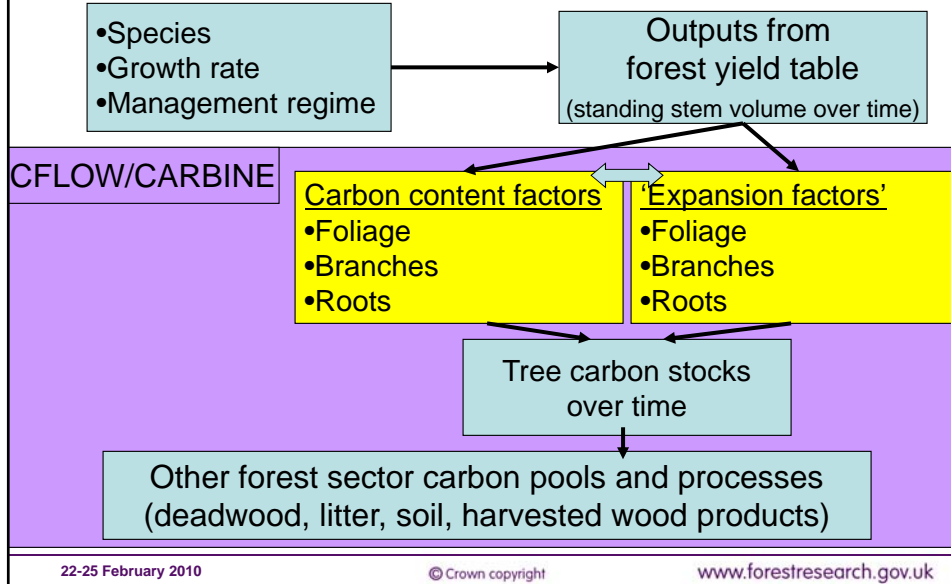 •Species
•Growth rate
•Management regime
Outputs from
forest yield table
(standing stem volume over time)
CFLOW/CARBINE
Carbon content factors
•Foliage
•Branches
•Roots
‘Expansion factors’
•Foliage
•Branches
•Roots
Tree carbon stocks
over time
Other forest sector carbon pools and processes
(deadwood, litter, soil, harvested wood products)
22-25 February 2010
© Crown copyright
www.forestresearch.gov.uk